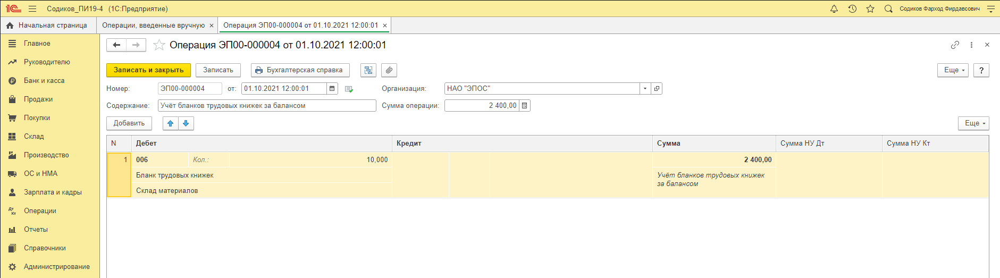 1С Содиков_ПИ19-4 (1С:Предприятие) Содиков Фарход Фирдавсович
Начальная страница Операции, введенные вручную × Операция ЭП00-000004 от 01.10.2021 12:00:01 ×
Главное
Руководителю
Банк и касса
Продажи
Покупки
Склад
Производство
ОС и НМА
Зарплата и кадры
Дт Кт Операции
Отчеты
Справочники
Администрирование
Операция ЭП00-000004 от 01.10.2021 12:00:01
Записать и закрыть Записать Бухгалтерская справка Еще ?
Номер: ЭП00-000004 от: 01.10.2021 12:00:01 Организация: НАО "ЭПОС"
Содержание: Учёт бланков трудовых книжек за балансом Сумма операции: 2 400,00
Добавить Еще
N Дебет Кредит Сумма Сумма НУ Дт Сумма НУ Кт
1 006 Кол.: 10,000 2 400,00
Бланк трудовых книжек Учёт бланков трудовых книжек
за балансом
Склад материалов